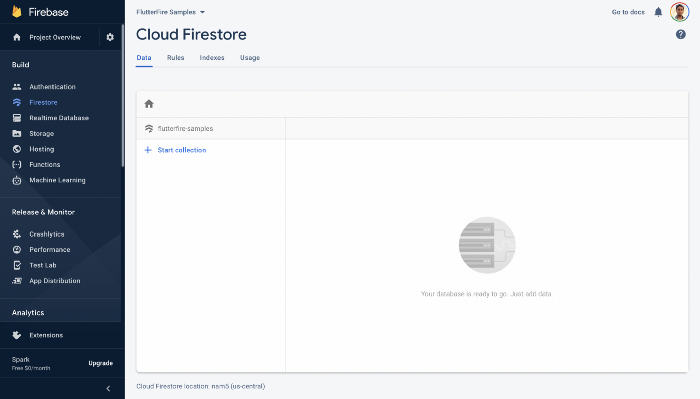 Firebase
Project Overview
Build
Authentication
Firestore
Realtime Database
Storage
Hosting
Functions
Machine Learning
Release & Monitor
Crashlytics
Performance
Test Lab
App Distribution
Analytics
Extensions
Spark
Free $0/month
Upgrade
FlutterFire Samples
Go to docs
Cloud Firestore
?
Data Rules Indexes Usage
flutterfire-samples
Start collection
Your database is ready to go. Just add data
Cloud Firestore location: nam5 (us-central)